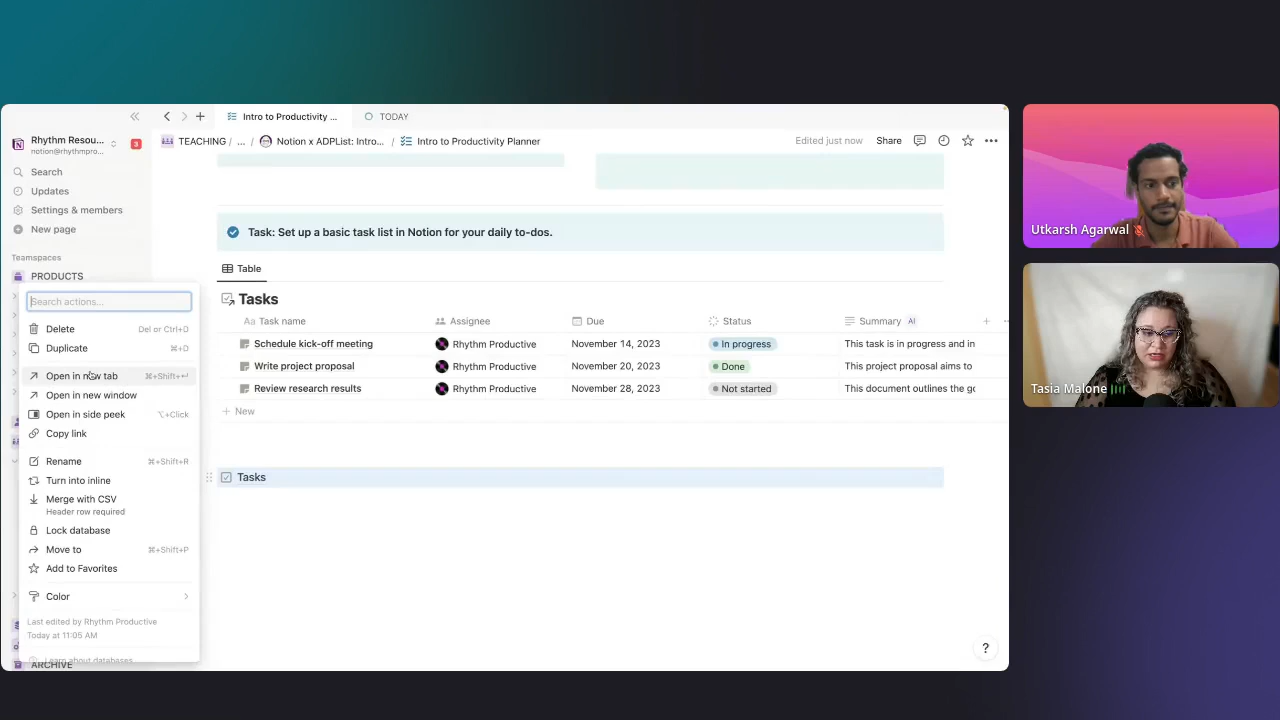 Intro to Productivity ...
TODAY
Rhythm Resou...
notion@rhythmpro...
3
TEACHING / ... / Notion x ADPList: Intro... / Intro to Productivity Planner
Edited just now
Share
Search
Updates
Settings & members
New page
Teamspaces
PRODUCTS
Search actions...
Delete Del or Ctrl+D
Duplicate ⌘+D
Open in new tab ⌘+Shift+↵
Open in new window
Open in side peek ⌥+Click
Copy link
Rename ⌘+Shift+R
Turn into inline
Merge with CSV
Header row required
Lock database
Move to ⌘+Shift+P
Add to Favorites
Color
Last edited by Rhythm Productive
Today at 11:05 AM
Learn about databases
ARCHIVE
Task: Set up a basic task list in Notion for your daily to-dos.
Table
Tasks
Aa Task name Assignee Due Status Summary AI
Schedule kick-off meeting Rhythm Productive November 14, 2023 In progress This task is in progress and in
Write project proposal Rhythm Productive November 20, 2023 Done This project proposal aims to
Review research results Rhythm Productive November 28, 2023 Not started This document outlines the go
+ New
Tasks
?
Utkarsh Agarwal
Tasia Malone